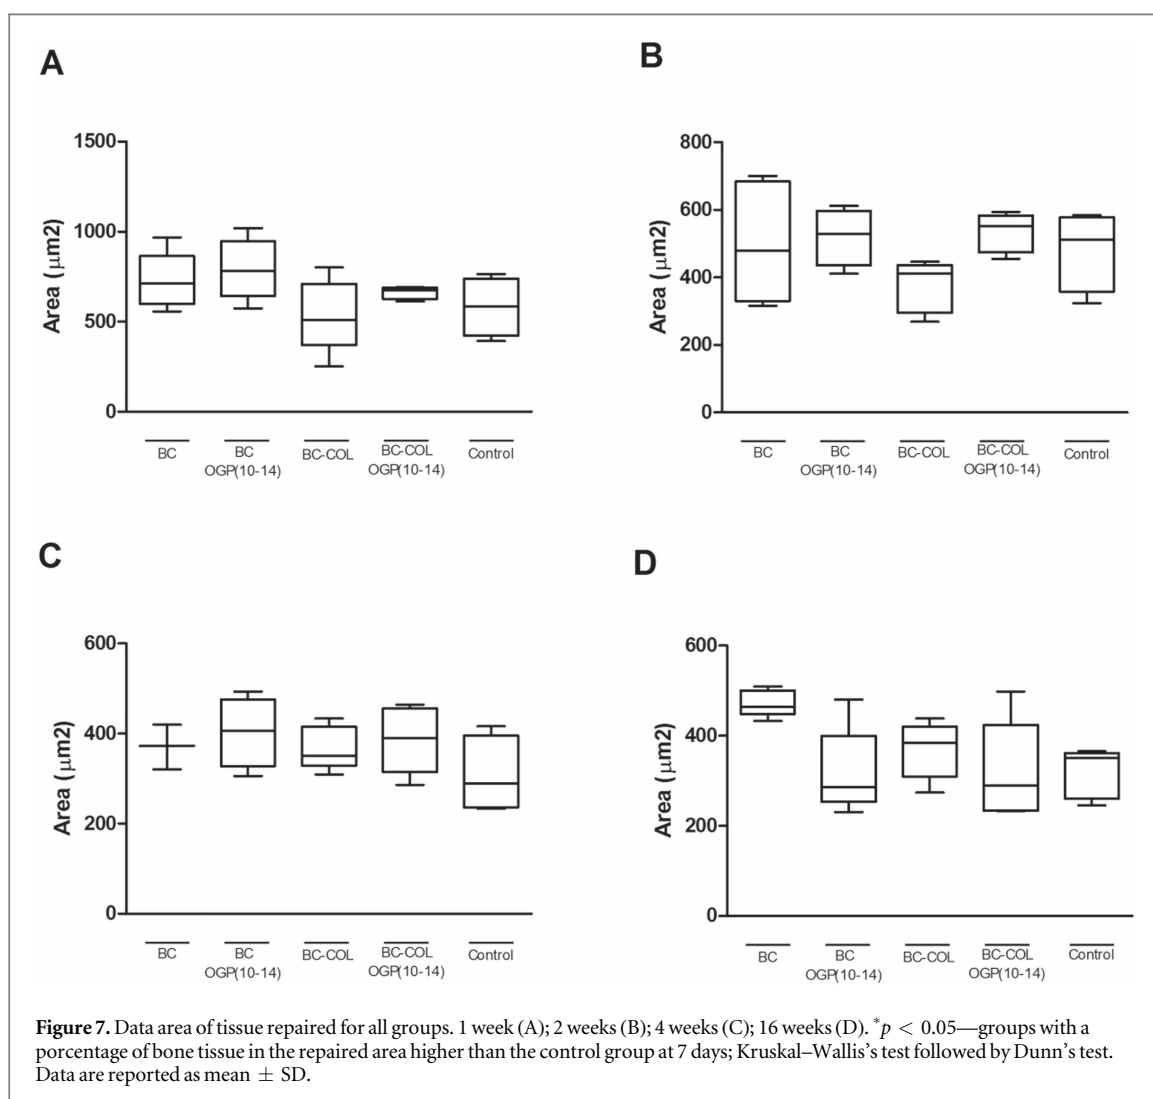 A
Area (μm2)
1500
1000
500
0
BC
BC
OGP(10-14)
BC-COL
BC-COL
OGP(10-14)
Control
B
Area (μm2)
800
600
400
200
0
BC
BC
OGP(10-14)
BC-COL
BC-COL
OGP(10-14)
Control
C
Area (μm2)
600
400
200
0
BC
BC
OGP(10-14)
BC-COL
BC-COL
OGP(10-14)
Control
D
Area (μm2)
600
400
200
0
BC
BC
OGP(10-14)
BC-COL
BC-COL
OGP(10-14)
Control
Figure 7. Data area of tissue repaired for all groups. 1 week (A); 2 weeks (B); 4 weeks (C); 16 weeks (D). *p < 0.05—groups with a
porcentage of bone tissue in the repaired area higher than the control group at 7 days; Kruskal–Wallis's test followed by Dunn's test.
Data are reported as mean ± SD.